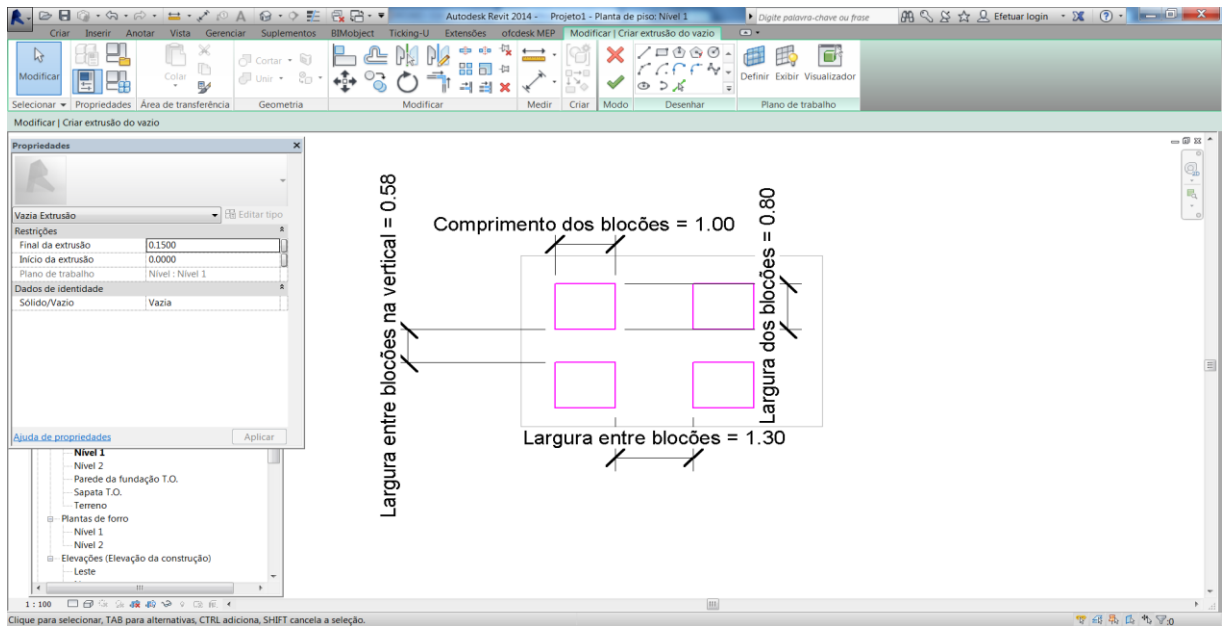 Autodesk Revit 2014 - Projeto1 - Planta de piso: Nível 1
Digite palavra-chave ou frase
Efetuar login
Criar Inserir Anotar Vista Gerenciar Suplementos BIMobject Ticking-U Extensões ofcdesk MEP Modificar | Criar extrusão do vazio
Modificar
Colar
Cortar
Unir
Definir Exibir Visualizador
Selecionar Propriedades Área de transferência Geometria Modificar Medir Criar Modo Desenhar Plano de trabalho
Modificar | Criar extrusão do vazio
Propriedades
Vazia Extrusão
Editar tipo
Restrições
Final da extrusão 0.1500
Início da extrusão 0.0000
Plano de trabalho Nível : Nível 1
Dados de identidade
Sólido/Vazio Vazia
Ajuda de propriedades
Aplicar
Nível 1
Nível 2
Parede da fundação T.O.
Sapata T.O.
Terreno
Plantas de forro
Nível 1
Nível 2
Elevações (Elevação da construção)
Leste
Largura entre blocões na vertical = 0.58
Comprimento dos blocões = 1.00
Largura dos blocões = 0.80
Largura entre blocões = 1.30
1 : 100
Clique para selecionar, TAB para alternativas, CTRL adiciona, SHIFT cancela a seleção.
:0